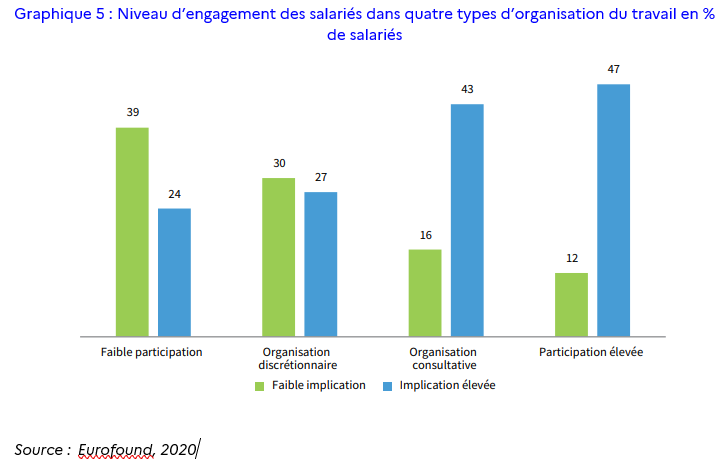 Graphique 5 : Niveau d’engagement des salariés dans quatre types d’organisation du travail en %
de salariés
39
24
30
27
16
43
12
47
Faible participation
Organisation
discrétionnaire
Organisation
consultative
Participation élevée
Faible implication
Implication élevée
Source : Eurofound, 2020